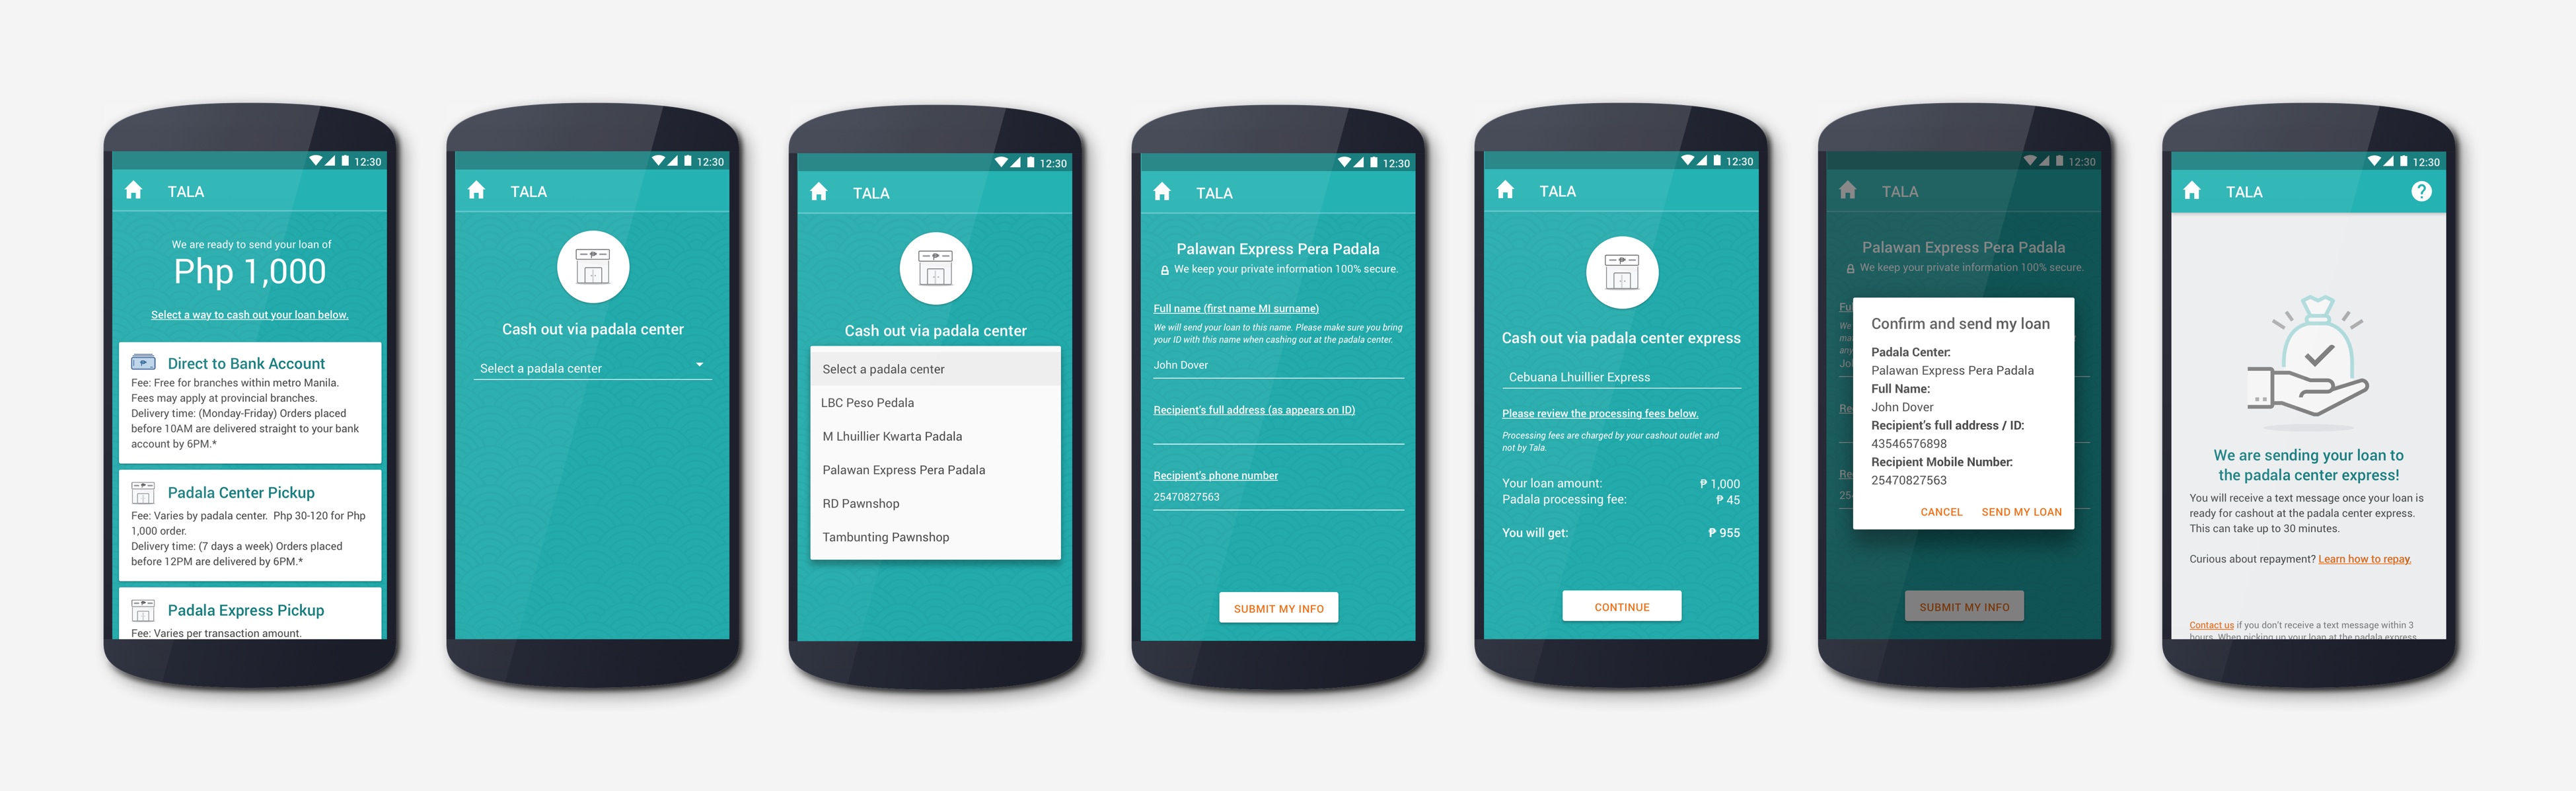 12:30
TALA
We are ready to send your loan of
Php 1,000
Select a way to cash out your loan below.
Direct to Bank Account
Fee: Free for branches within metro Manila.
Fees may apply at provincial branches.
Delivery time: (Monday-Friday) Orders placed
before 10AM are delivered straight to your bank
account by 6PM.*
Padala Center Pickup
Fee: Varies by padala center. Php 30-120 for Php
1,000 order.
Delivery time: (7 days a week) Orders placed
before 12PM are delivered by 6PM.*
Padala Express Pickup
Fee: Varies per transaction amount.
12:30
TALA
Cash out via padala center
Select a padala center
12:30
TALA
Cash out via padala center
Select a padala center
LBC Peso Pedala
M Lhuillier Kwarta Padala
Palawan Express Pera Padala
RD Pawnshop
Tambunting Pawnshop
12:30
TALA
Palawan Express Pera Padala
We keep your private information 100% secure.
Full name (first name MI surname)
We will send your loan to this name. Please make sure you bring
your ID with this name when cashing out at the padala center.
John Dover
Recipient's full address (as appears on ID)
Recipient's phone number
25470827563
SUBMIT MY INFO
12:30
TALA
Cash out via padala center express
Cebuana Lhuillier Express
Please review the processing fees below.
Processing fees are charged by your cashout outlet and
not by Tala.
Your loan amount: ₱ 1,000
Padala processing fee: ₱ 45
You will get: ₱ 955
CONTINUE
12:30
TALA
Palawan Express Pera Padala
We keep your private information 100% secure.
Confirm and send my loan
Padala Center:
Palawan Express Pera Padala
Full Name:
John Dover
Recipient's full address / ID:
43546576898
Recipient Mobile Number:
25470827563
CANCEL SEND MY LOAN
SUBMIT MY INFO
12:30
TALA
?
We are sending your loan to
the padala center express!
You will receive a text message once your loan is
ready for cashout at the padala center express.
This can take up to 30 minutes.
Curious about repayment? Learn how to repay.
Contact us if you don't receive a text message within 3
hours. When picking up your loan at the padala express